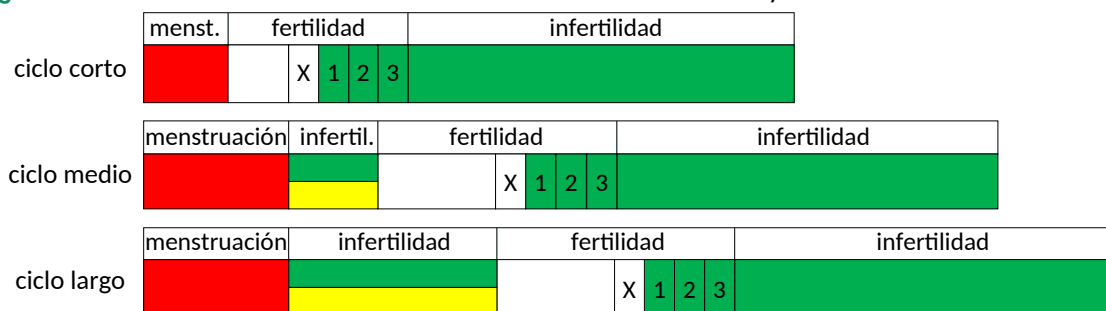 menst. fertilidad infertilidad
ciclo corto X 1 2 3
menstruación infertil. fertilidad infertilidad
ciclo medio X 1 2 3
menstruación infertilidad fertilidad infertilidad
ciclo largo X 1 2 3